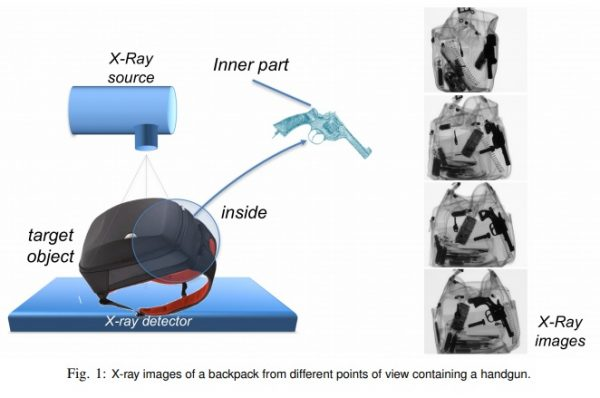 X-Ray
source
Inner part
inside
target
object
X-ray detector
X-Ray
images
Fig. 1: X-ray images of a backpack from different points of view containing a handgun.